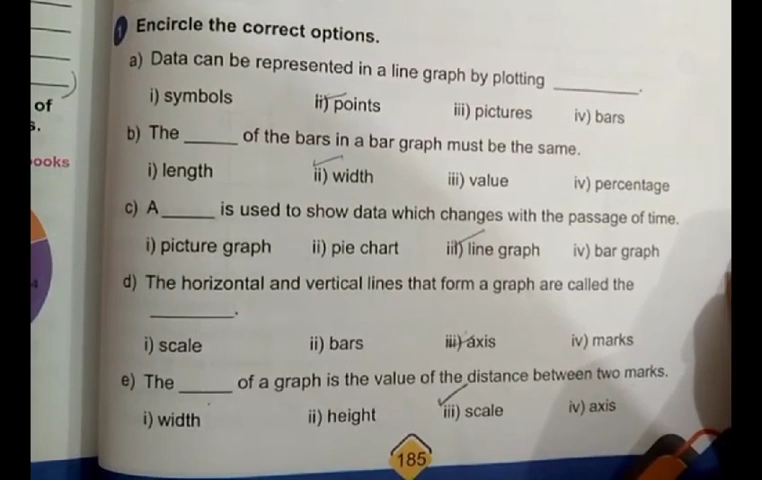 1 Encircle the correct options.
a) Data can be represented in a line graph by plotting ______.
i) symbols ii) points iii) pictures iv) bars
b) The ______ of the bars in a bar graph must be the same.
i) length ii) width iii) value iv) percentage
c) A ______ is used to show data which changes with the passage of time.
i) picture graph ii) pie chart iii) line graph iv) bar graph
d) The horizontal and vertical lines that form a graph are called the
______.
i) scale ii) bars iii) axis iv) marks
e) The ______ of a graph is the value of the distance between two marks.
i) width ii) height iii) scale iv) axis
185
of
s.
ooks
4